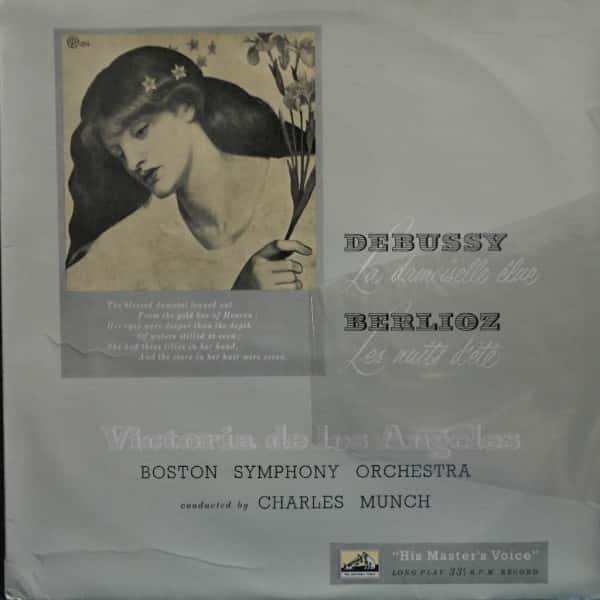 The blessed damozel leaned out
From the gold bar of Heaven;
Her eyes were deeper than the depth
Of waters stilled at even;
She had three lilies in her hand,
And the stars in her hair were seven.
DEBUSSY
La damoiselle élue
BERLIOZ
Les nuits d'été
Victoria de los Angeles
BOSTON SYMPHONY ORCHESTRA
conducted by CHARLES MUNCH
"His Master's Voice"
LONG PLAY 33⅓ R.P.M. RECORD